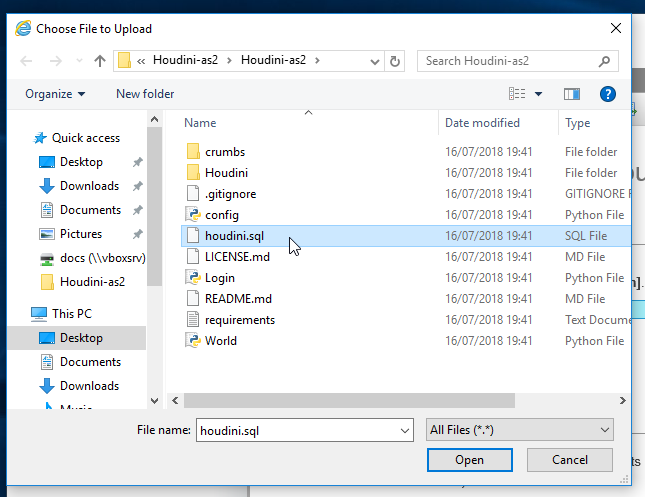 Choose File to Upload
« Houdini-as2 > Houdini-as2 >
Search Houdini-as2
Organize
New folder
Name Date modified Type
Quick access
Desktop
Downloads
Documents
Pictures
docs (\\vboxsrv)
Houdini-as2
This PC
Desktop
Documents
Downloads
Music
crumbs 16/07/2018 19:41 File folder
Houdini 16/07/2018 19:41 File folder
.gitignore 16/07/2018 19:41 GITIGNORE F
config 16/07/2018 19:41 Python File
houdini.sql 16/07/2018 19:41 SQL File
LICENSE.md 16/07/2018 19:41 MD File
Login 16/07/2018 19:41 Python File
README.md 16/07/2018 19:41 MD File
requirements 16/07/2018 19:41 Text Docume
World 16/07/2018 19:41 Python File
File name: houdini.sql
All Files (*.*)
Open
Cancel